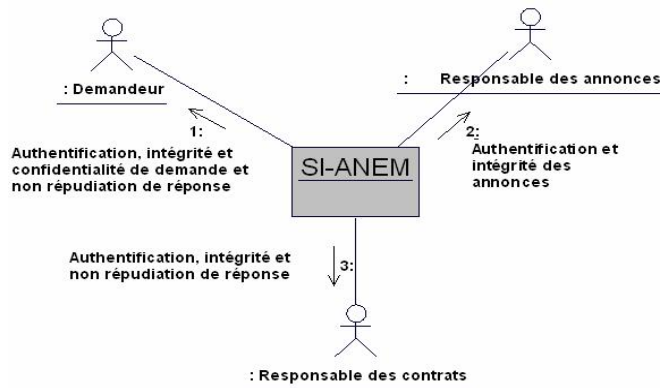 : Demandeur
: Responsable des annonces
1:
Authentification, intégrité et
confidentialité de demande et
non répudiation de réponse
2:
Authentification et
intégrité des
annonces
SI-ANEM
Authentification, intégrité et
non répudiation de réponse
3:
: Responsable des contrats